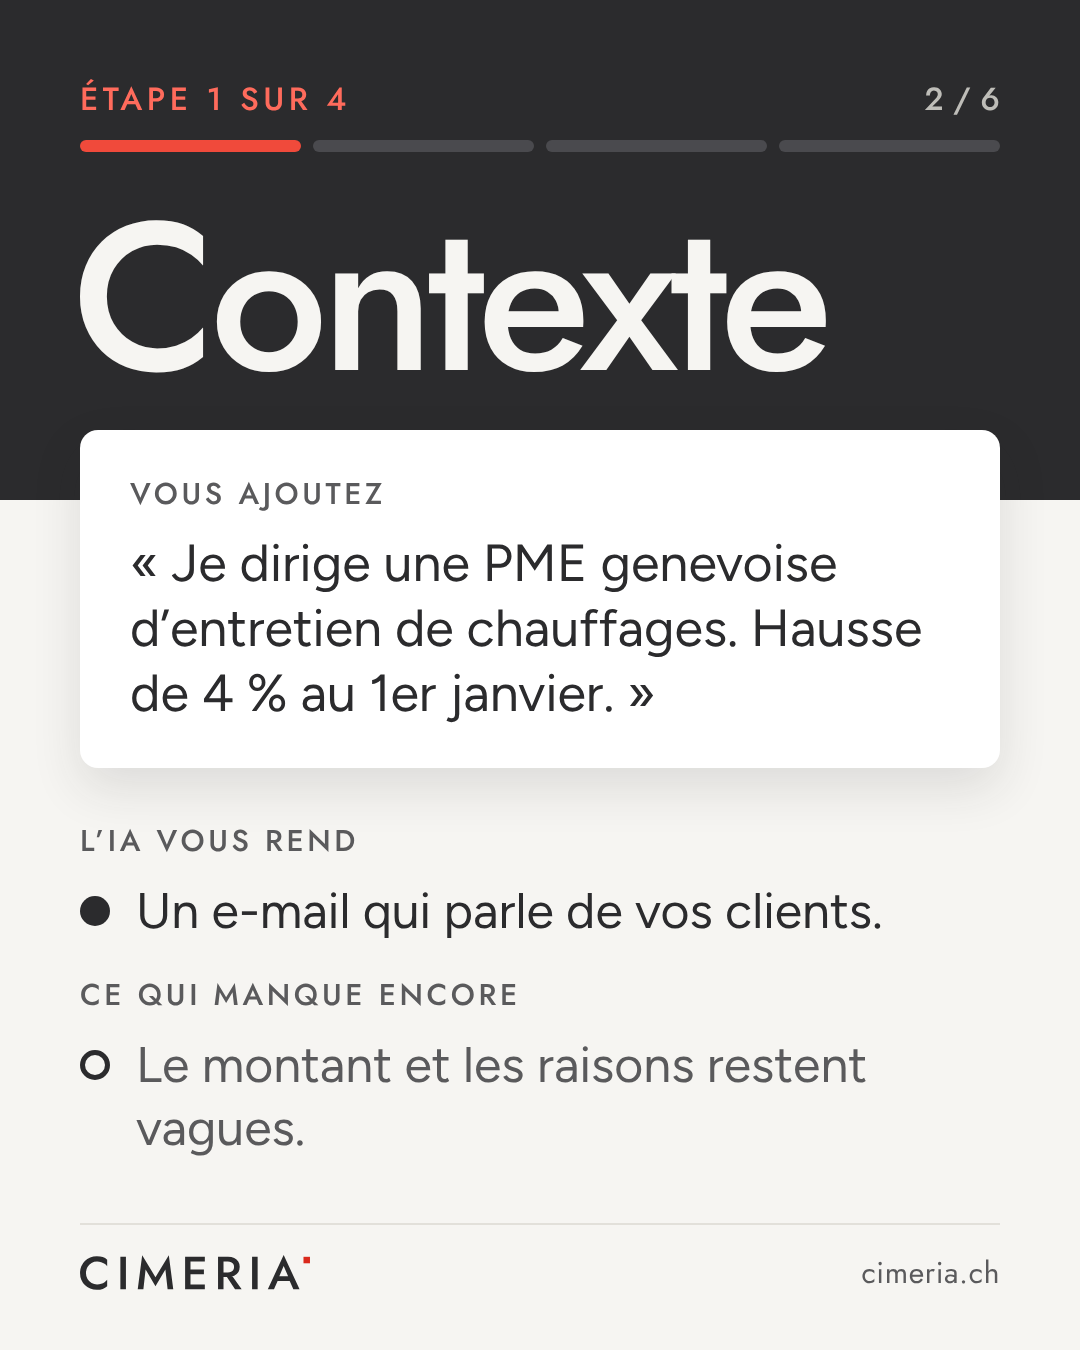 ÉTAPE 1 SUR 4
2 / 6
Contexte
VOUS AJOUTEZ
« Je dirige une PME genevoise
d’entretien de chauffages. Hausse
de 4 % au 1er janvier. »
L’IA VOUS REND
Un e-mail qui parle de vos clients.
CE QUI MANQUE ENCORE
Le montant et les raisons restent
vagues.
CIMERIA
cimeria.ch